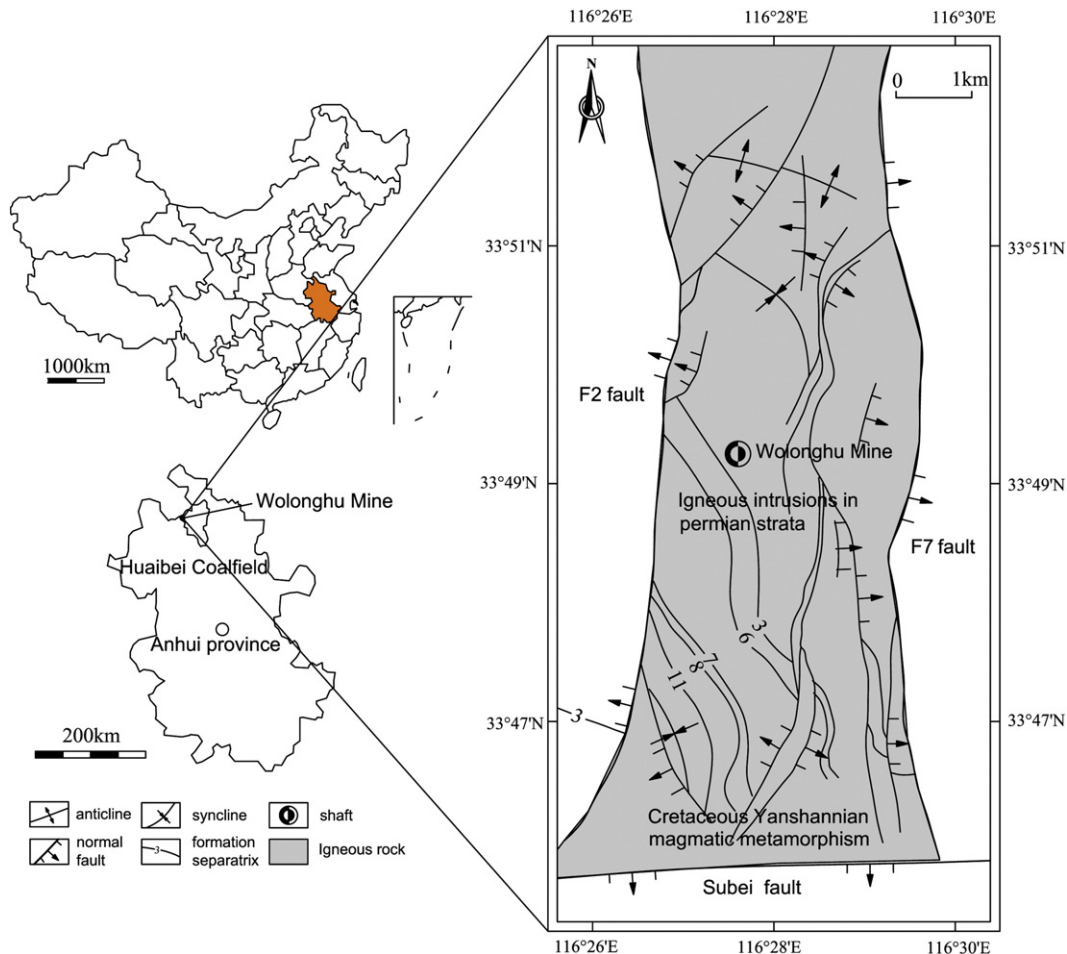 116°26'E
116°28'E
116°30'E
N
0 1km
33°51'N
33°51'N
1000km
F2 fault
Wolonghu Mine
33°49'N
33°49'N
Igneous intrusions in
permian strata
Wolonghu Mine
F7 fault
Huaibei Coalfield
Anhui province
3
6
7
8
11
3
33°47'N
33°47'N
200km
anticline
syncline
shaft
normal
fault
3
formation
separatrix
Igneous rock
Cretaceous Yanshannian
magmatic metamorphism
Subei fault
116°26'E
116°28'E
116°30'E